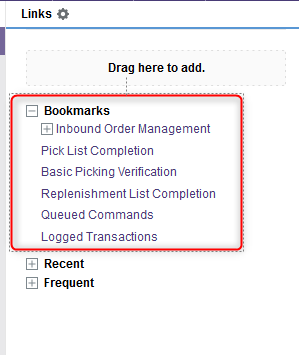 Links
Drag here to add.
Bookmarks
Inbound Order Management
Pick List Completion
Basic Picking Verification
Replenishment List Completion
Queued Commands
Logged Transactions
Recent
Frequent